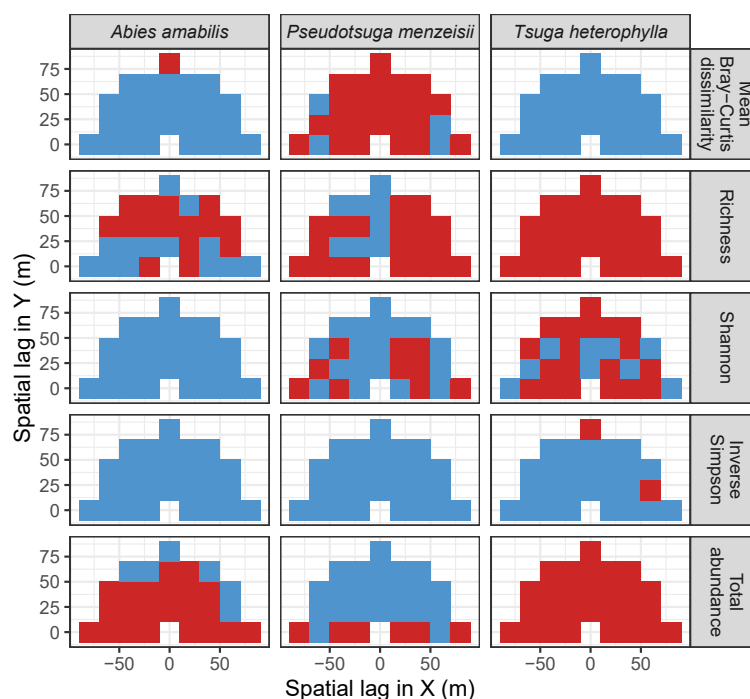 Abies amabilis
Pseudotsuga menzeisii
Tsuga heterophylla
Spatial lag in Y (m)
75
50
25
0
Mean
Bray−Curtis
dissimilarity
75
50
25
0
Richness
75
50
25
0
Shannon
75
50
25
0
Inverse
Simpson
75
50
25
0
Total
abundance
−50 0 50 −50 0 50 −50 0 50
Spatial lag in X (m)